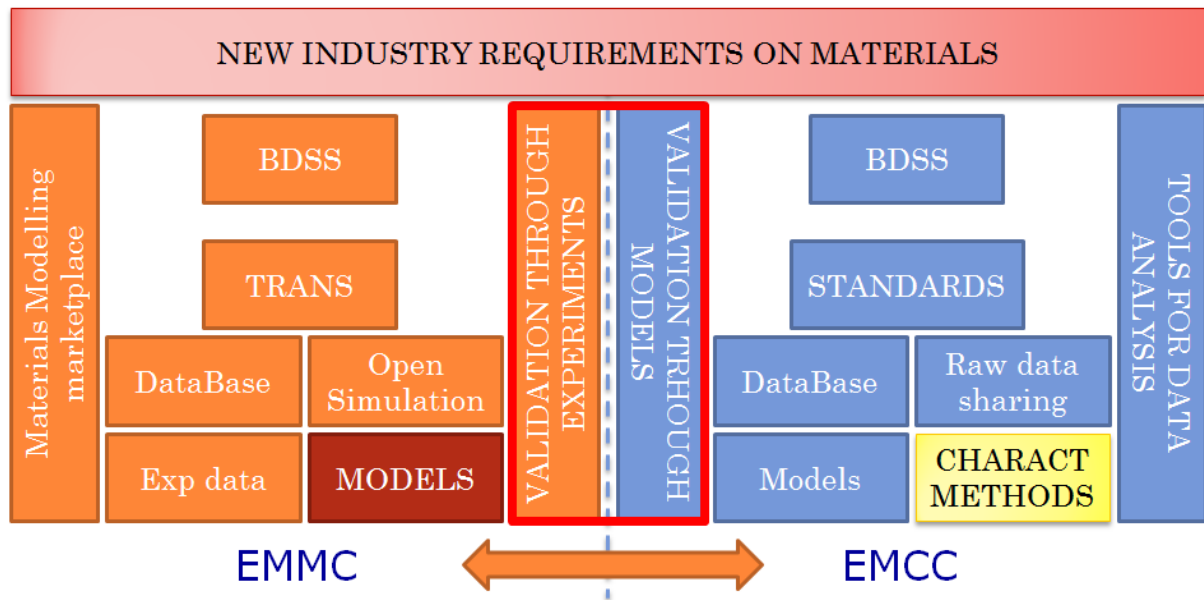 NEW INDUSTRY REQUIREMENTS ON MATERIALS
Materials Modelling
marketplace
BDSS
TRANS
DataBase
Open
Simulation
Exp data
MODELS
VALIDATION THROUGH
EXPERIMENTS
VALIDATION TRHOUGH
MODELS
BDSS
STANDARDS
DataBase
Raw data
sharing
Models
CHARACT
METHODS
TOOLS FOR DATA
ANALYSIS
EMMC
EMCC